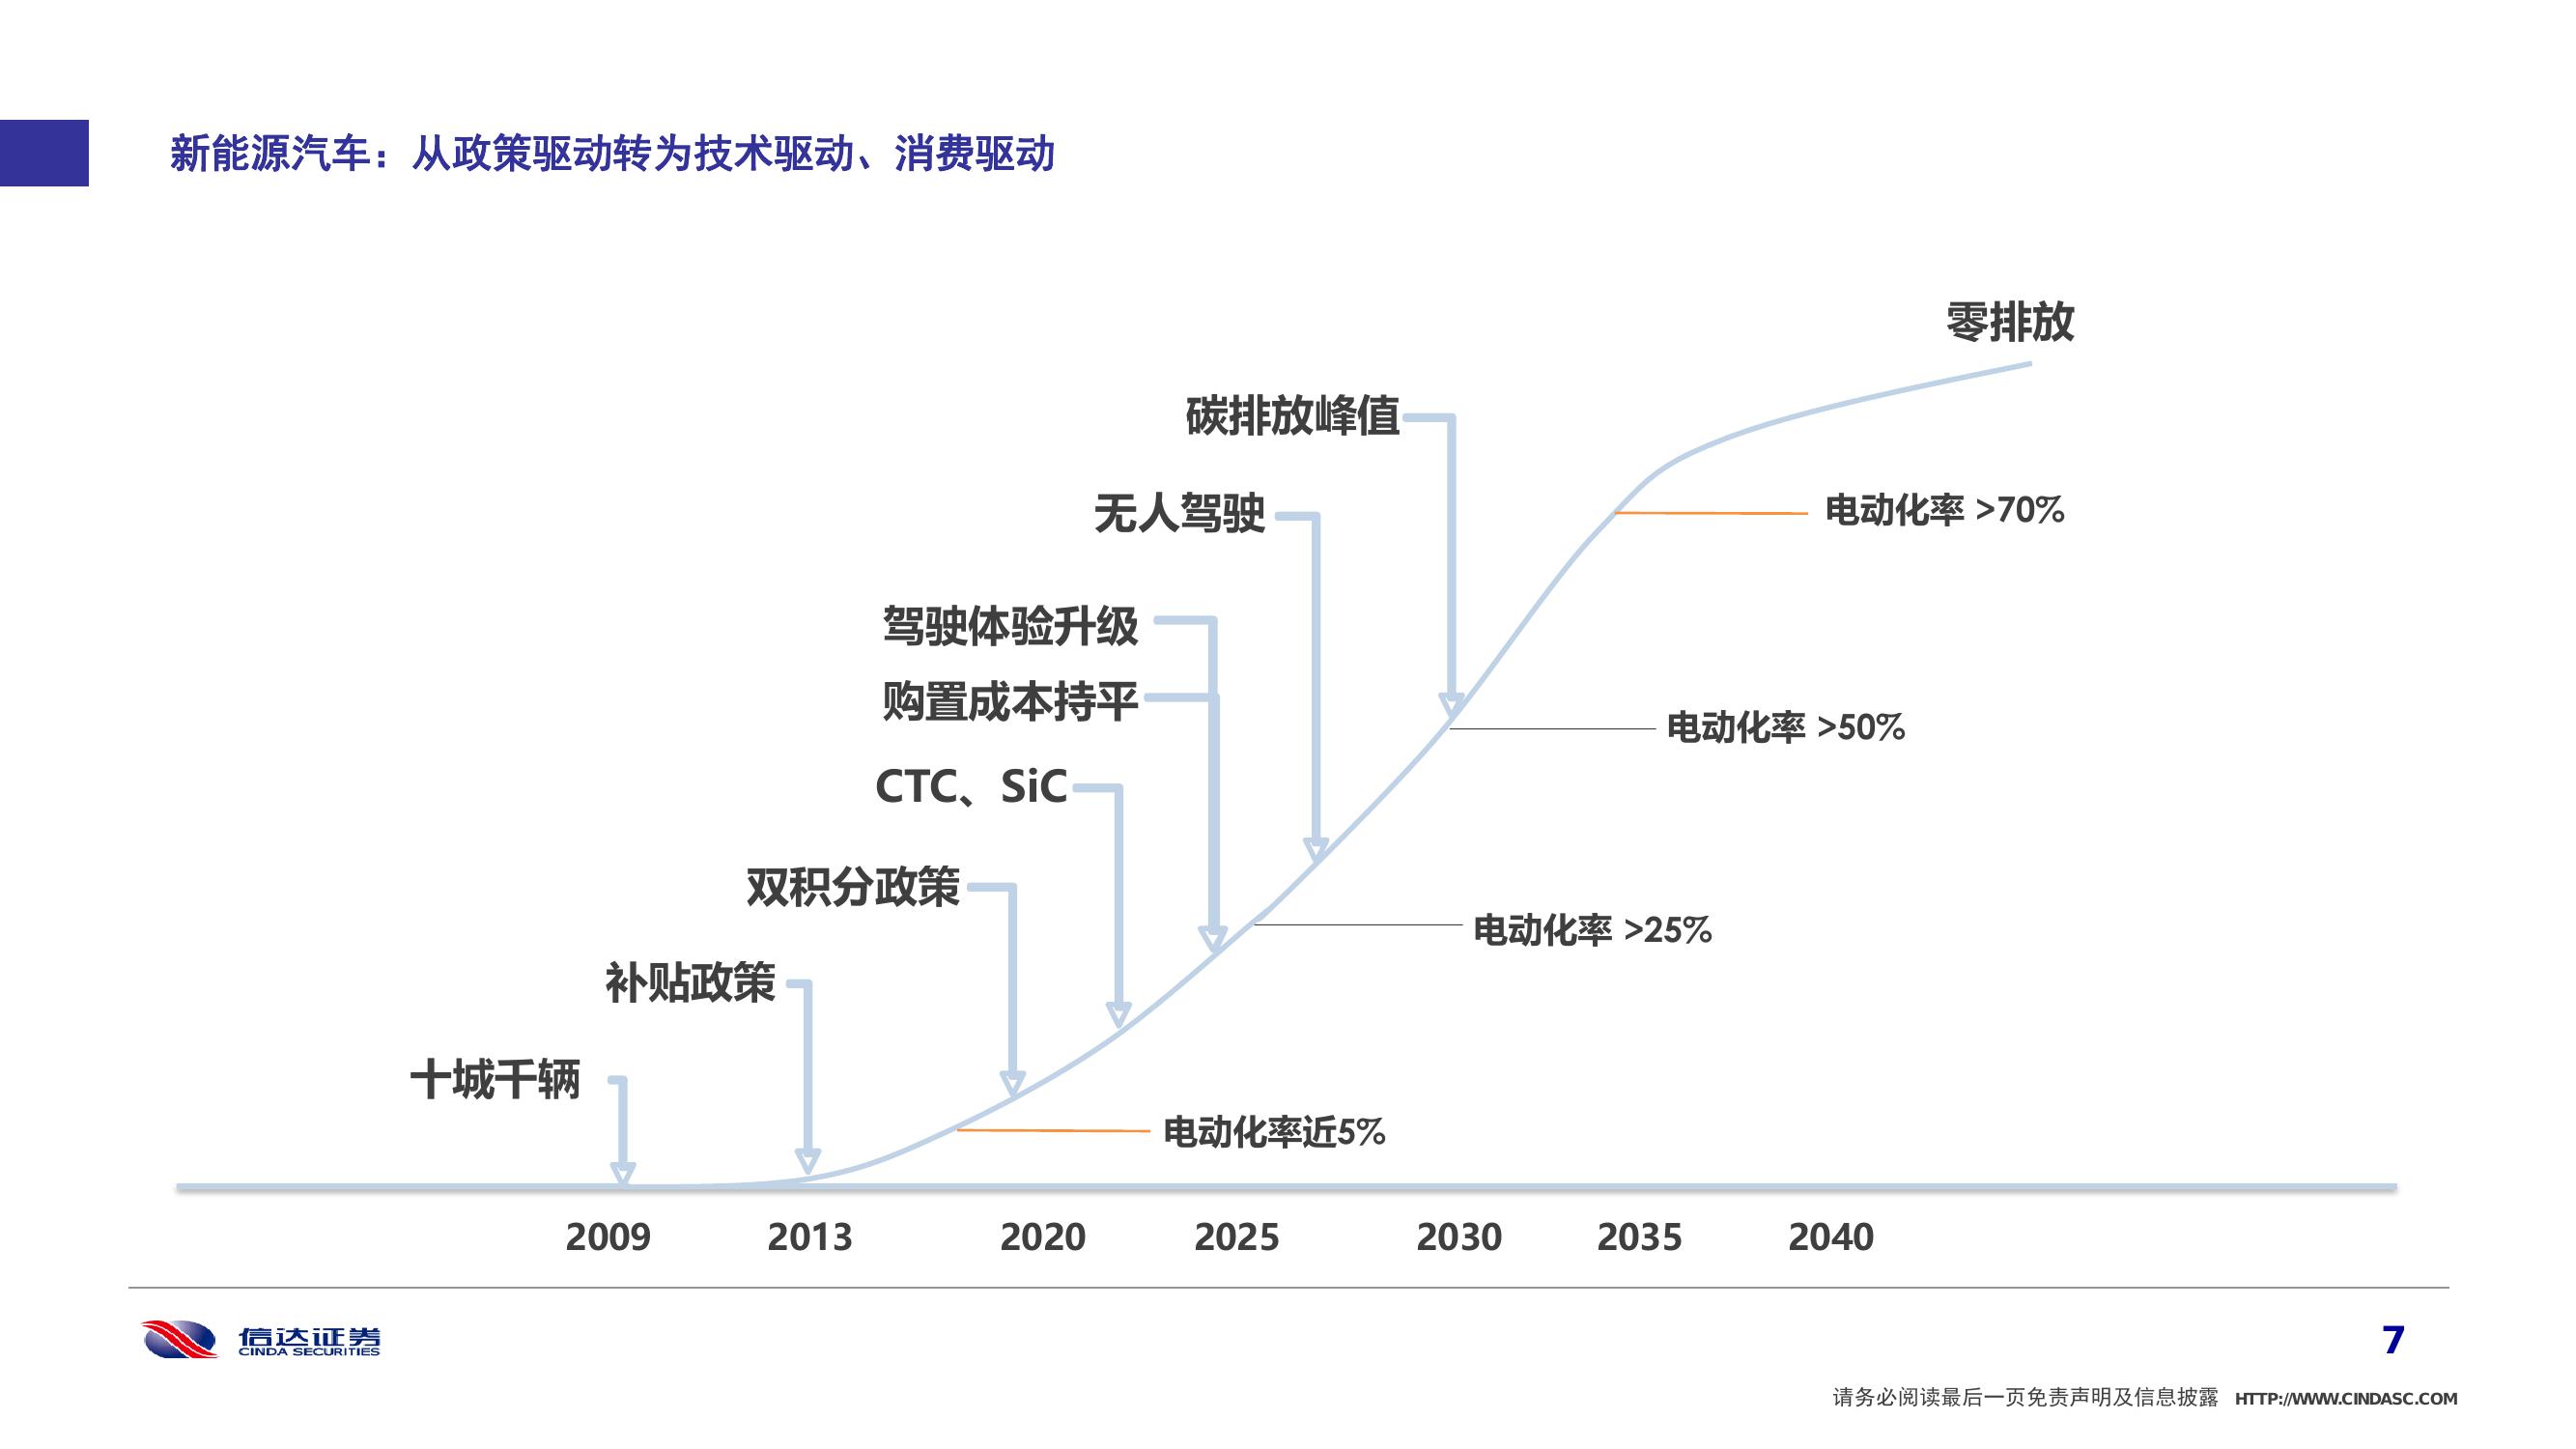 新能源汽车：从政策驱动转为技术驱动、消费驱动
零排放
碳排放峰值
无人驾驶
电动化率 >70%
驾驶体验升级
购置成本持平
电动化率 >50%
CTC、SiC
双积分政策
电动化率 >25%
补贴政策
十城千辆
电动化率近5%
2009 2013 2020 2025 2030 2035 2040
信达证券
CINDA SECURITIES
7
请务必阅读最后一页免责声明及信息披露 HTTP://WWW.CINDASC.COM